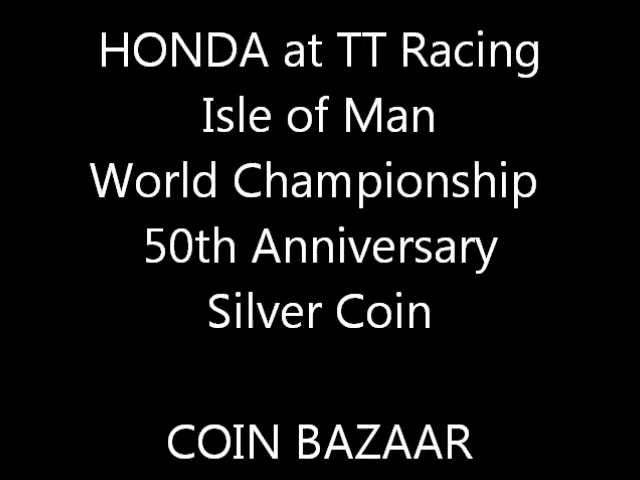 HONDA at TT Racing
Isle of Man
World Championship
50th Anniversary
Silver Coin
COIN BAZAAR